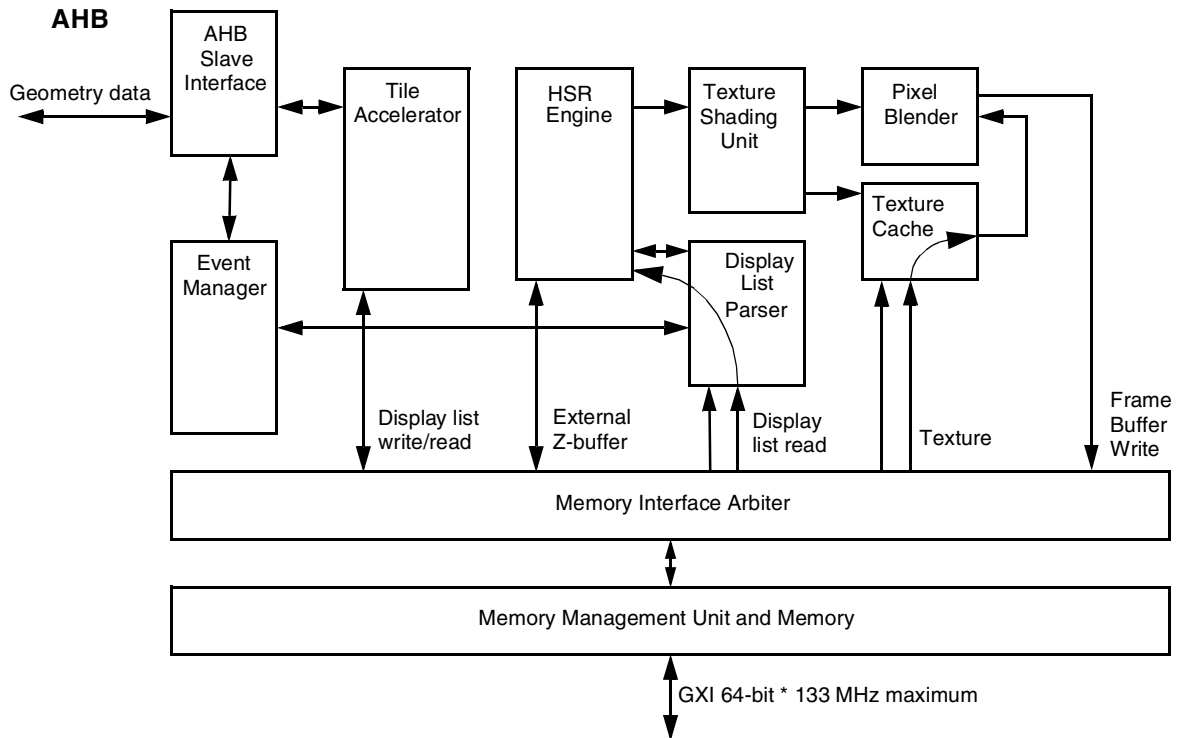 AHB
AHB
Slave
Interface
Geometry data
Tile
Accelerator
HSR
Engine
Texture
Shading
Unit
Pixel
Blender
Texture
Cache
Event
Manager
Display
List
Parser
Display list
write/read
External
Z-buffer
Display
list read
Texture
Frame
Buffer
Write
Memory Interface Arbiter
Memory Management Unit and Memory
GXI 64-bit * 133 MHz maximum